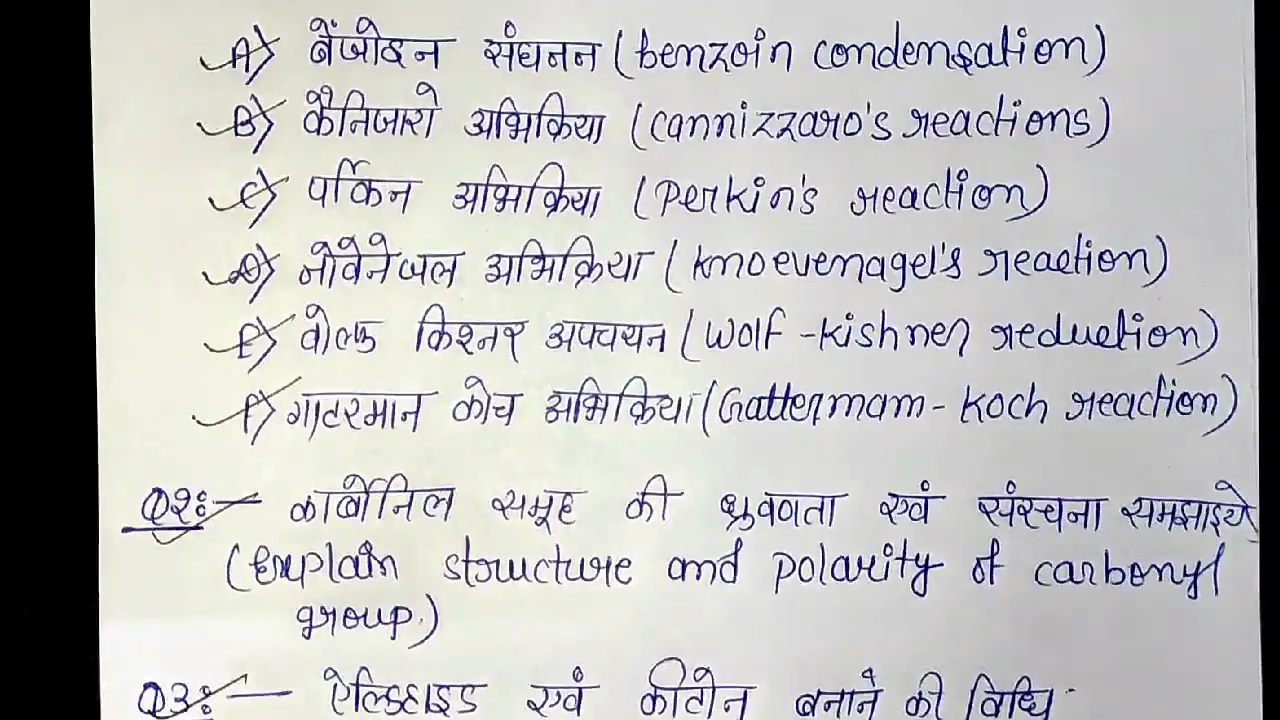 A) बेंजोइन संघनन (benzoin condensation)
B) कैनिजारो अभिक्रिया (cannizzaro's reactions)
C) पर्किन अभिक्रिया (Perkin's reaction)
D) नोवेनेजल अभिक्रिया (knoevenagel's reaction)
E) वोल्फ किश्नर अपचयन (Wolf-kishner reduction)
F) गाटरमान कोच अभिक्रिया (Gattermam-Koch reaction)
Q2:- कार्बोनिल समूह की ध्रुवणता एवं संरचना समझाइये
(Explain structure and polarity of carbonyl
group.)
Q3:- ऐल्डिहाइड एवं कीटोन बनाने की विधि